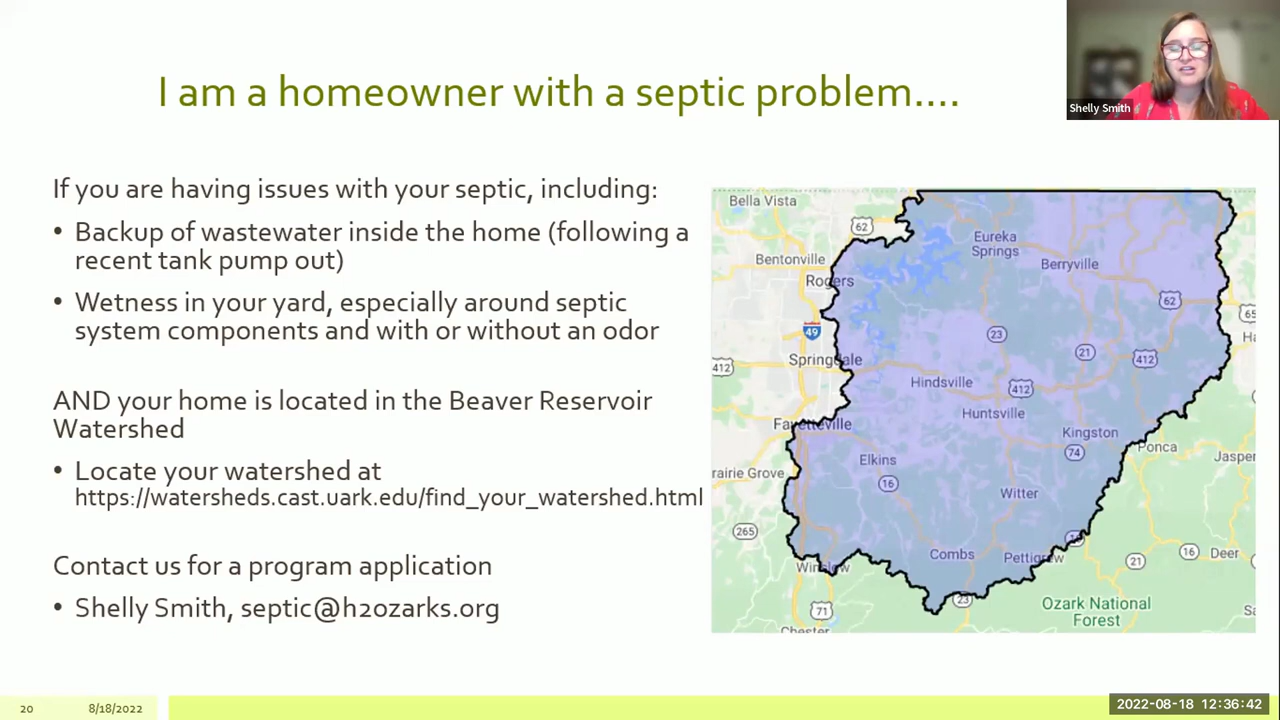 I am a homeowner with a septic problem....
Shelly Smith
If you are having issues with your septic, including:
• Backup of wastewater inside the home (following a
recent tank pump out)
• Wetness in your yard, especially around septic
system components and with or without an odor
AND your home is located in the Beaver Reservoir
Watershed
• Locate your watershed at
https://watersheds.cast.uark.edu/find_your_watershed.html
Contact us for a program application
• Shelly Smith, septic@h2ozarks.org
Bella Vista
62
Eureka
Springs
Bentonville
Berryville
Rogers
62
65
49
23
Ha
Springdale
21
412
412
Hindsville
412
Huntsville
Fayetteville
Kingston
Ponca
74
Jasper
Elkins
rairie Grove
16
Witter
265
Combs
Pettigrew
16
Deer
21
Winslow
23
Ozark National
Forest
71
Sa
Chester
20
8/18/2022
2022-08-18 12:36:42